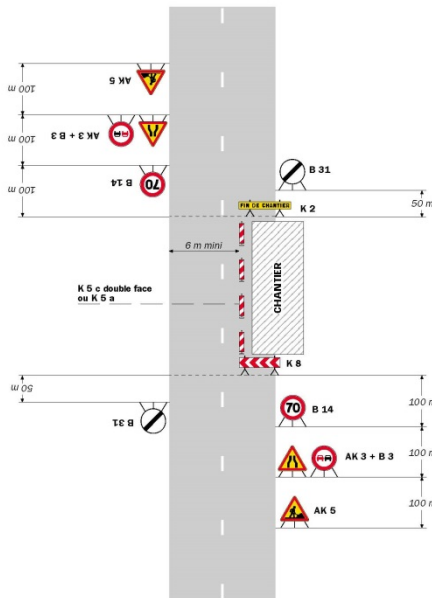 AK 5
100 m
AK 3 + B 3
100 m
70
B 14
100 m
B 31
FIN DE CHANTIER
K 2
50 m
6 m mini
K 5 c double face
ou K 5 a
CHANTIER
K 8
50 m
B 31
70
B 14
100 m
AK 3 + B 3
100 m
AK 5
100 m